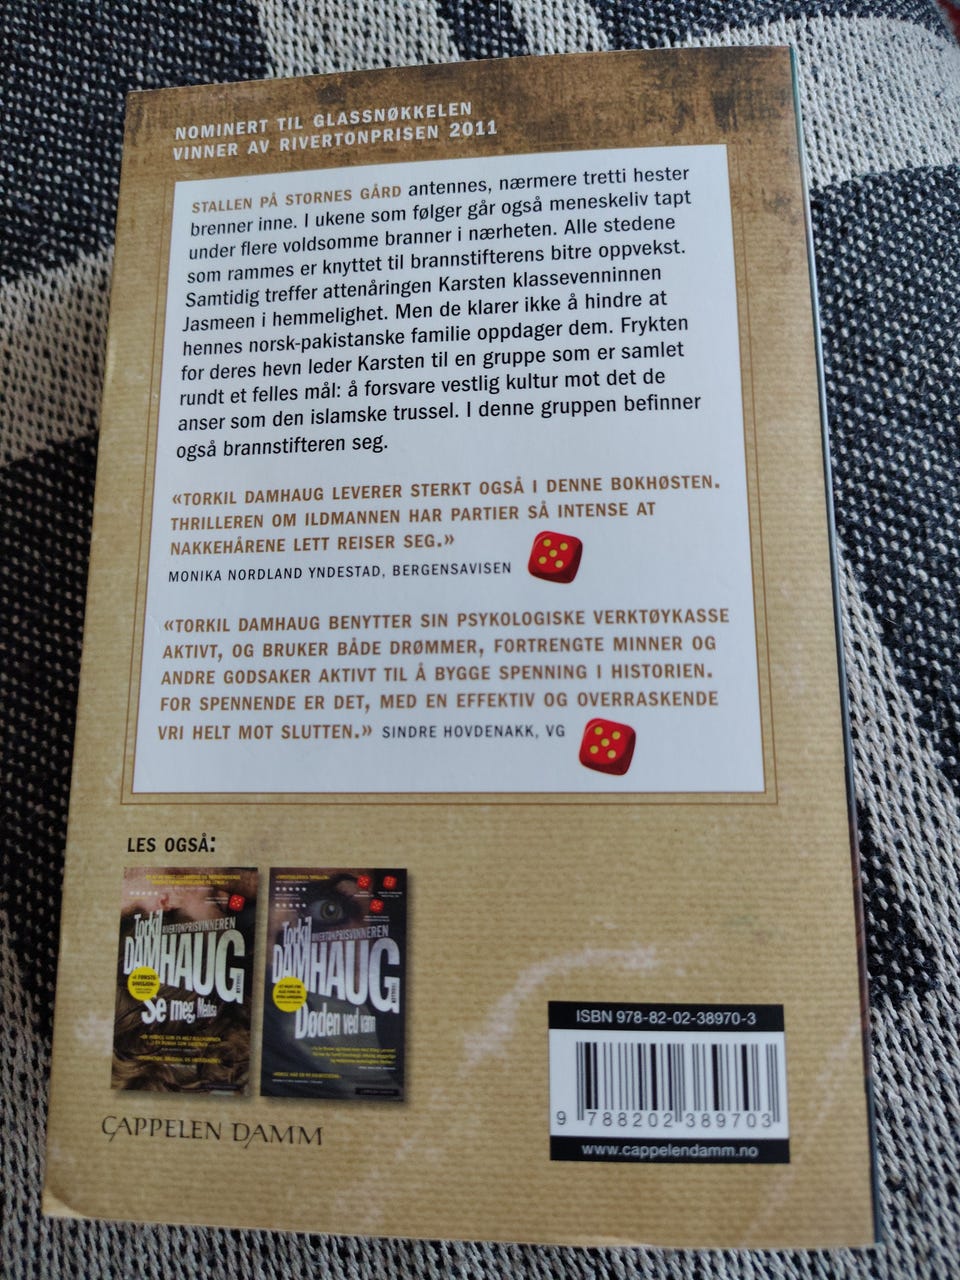 NOMINERT TIL GLASSNØKKELEN
VINNER AV RIVERTONPRISEN 2011
STALLEN PÅ STORNES GÅRD antennes, nærmere tretti hester
brenner inne. I ukene som følger går også meneskeliv tapt
under flere voldsomme branner i nærheten. Alle stedene
som rammes er knyttet til brannstifterens bitre oppvekst.
Samtidig treffer attenåringen Karsten klassevenninnen
Jasmeen i hemmelighet. Men de klarer ikke å hindre at
hennes norsk-pakistanske familie oppdager dem. Frykten
for deres hevn leder Karsten til en gruppe som er samlet
rundt et felles mål: å forsvare vestlig kultur mot det de
anser som den islamske trussel. I denne gruppen befinner
også brannstifteren seg.
«TORKIL DAMHAUG LEVERER STERKT OGSÅ I DENNE BOKHØSTEN.
THRILLEREN OM ILDMANNEN HAR PARTIER SÅ INTENSE AT
NAKKEHÅRENE LETT REISER SEG.»
MONIKA NORDLAND YNDESTAD, BERGENSAVISEN
«TORKIL DAMHAUG BENYTTER SIN PSYKOLOGISKE VERKTØYKASSE
AKTIVT, OG BRUKER BÅDE DRØMMER, FORTRENGTE MINNER OG
ANDRE GODSAKER AKTIVT TIL Å BYGGE SPENNING I HISTORIEN.
FOR SPENNENDE ER DET, MED EN EFFEKTIV OG OVERRASKENDE
VRI HELT MOT SLUTTEN.» SINDRE HOVDENAKK, VG
LES OGSÅ:
Torkil RIVERTONPRISVINNEREN
DAMHAUG
Se meg, Medusa
Torkil RIVERTONPRISVINNEREN
DAMHAUG
Døden ved vann
CAPPELEN DAMM
ISBN 978-82-02-38970-3
9 788202 389703
www.cappelendamm.no